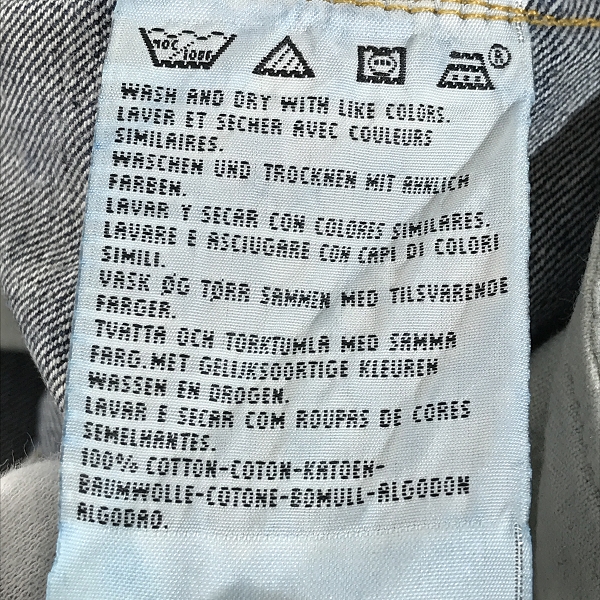 40C 105F
®
WASH AND DRY WITH LIKE COLORS.
LAVER ET SECHER AVEC COULEURS
SIMILAIRES.
WASCHEN UND TROCKNEN MIT AHNLICH
FARBEN.
LAVAR Y SECAR CON COLORES SIMILARES.
LAVARE E ASCIUGARE CON CAPI DI COLORI
SIMILI.
VASK ØG TØRR SAMMEN MED TILSVARENDE
FARGER.
TVATTA OCH TORKTUMLA MED SAMMA
FARG.MET GELIJKSOORTIGE KLEUREN
WASSEN EN DROGEN.
LAVAR E SECAR COM ROUPAS DE CORES
SEMELHANTES.
100% COTTON-COTON-KATOEN-
BAUMWOLLE-COTONE-BOMULL-ALGODON
ALGODAO.